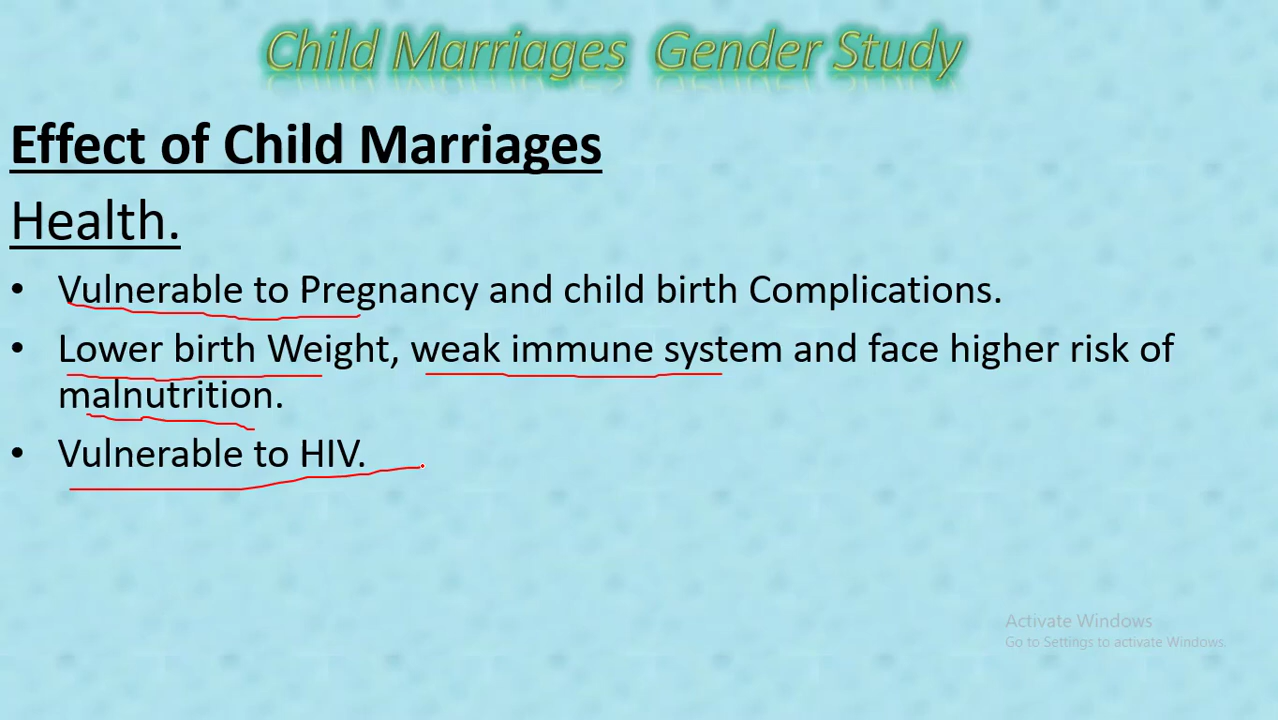 Child Marriages Gender Study
Effect of Child Marriages
Health.
• Vulnerable to Pregnancy and child birth Complications.
• Lower birth Weight, weak immune system and face higher risk of
malnutrition.
• Vulnerable to HIV.
Activate Windows
Go to Settings to activate Windows.